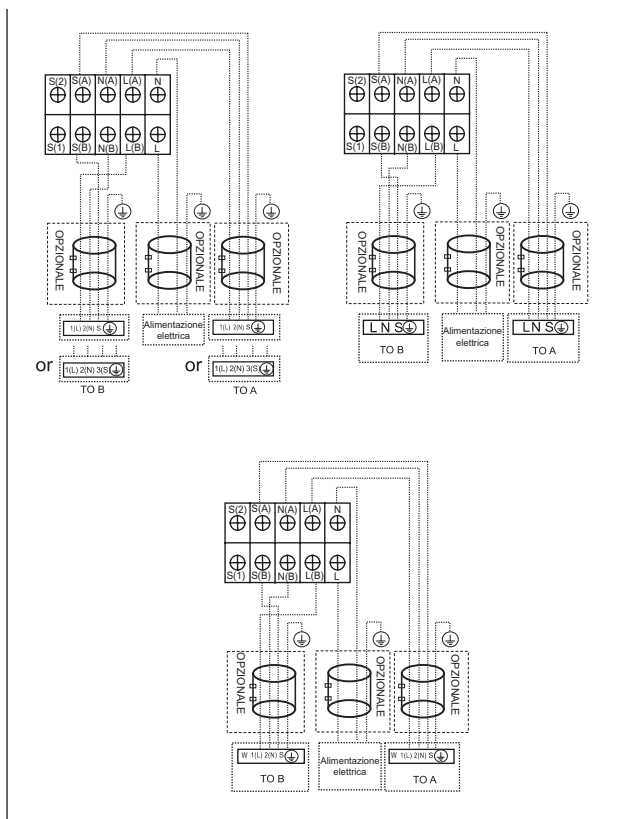 S(2) S(A) N(A) L(A) N
S(1) S(B) N(B) L(B) L
OPZIONALE
OPZIONALE
OPZIONALE
1(L) 2(N) S
Alimentazione
elettrica
1(L) 2(N) S
or
1(L) 2(N) 3(S)
or
1(L) 2(N) 3(S)
TO B
TO A
S(2) S(A) N(A) L(A) N
S(1) S(B) N(B) L(B) L
OPZIONALE
OPZIONALE
OPZIONALE
L N S
Alimentazione
elettrica
L N S
TO B
TO A
S(2) S(A) N(A) L(A) N
S(1) S(B) N(B) L(B) L
OPZIONALE
OPZIONALE
OPZIONALE
W 1(L) 2(N) S
Alimentazione
elettrica
W 1(L) 2(N) S
TO B
TO A